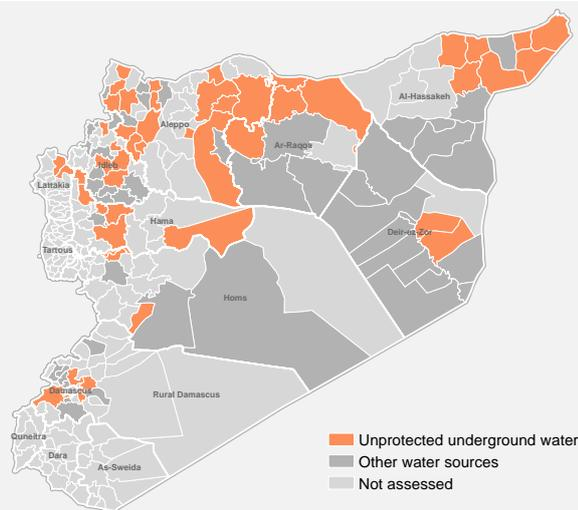 Al-Hassakeh
Aleppo
Ar-Raqqa
Idleb
Lattakia
Hama
Deir-ez-Zor
Tartous
Homs
Damascus
Rural Damascus
Quneitra
Dara
As-Sweida
Unprotected underground water
Other water sources
Not assessed